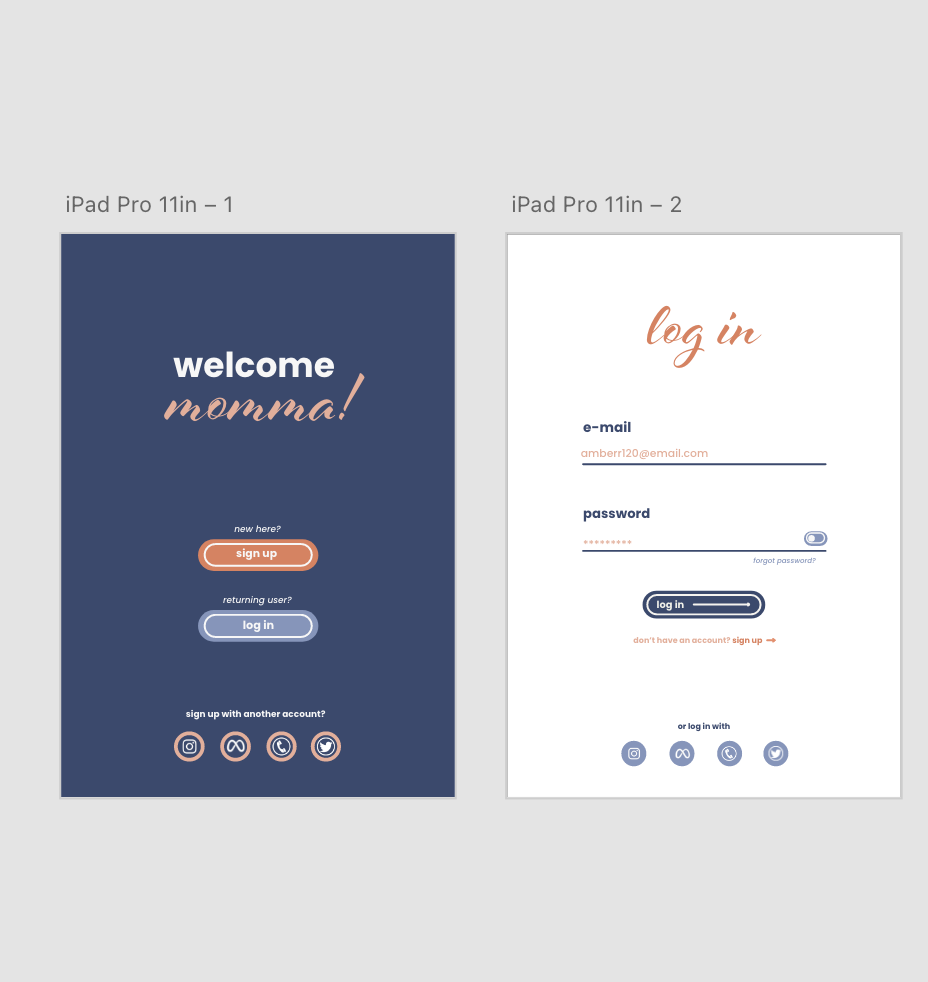 iPad Pro 11in – 1
welcome
momma!
new here?
sign up
returning user?
log in
sign up with another account?
iPad Pro 11in – 2
log in
e-mail
amberr120@email.com
password
*********
forgot password?
log in
don't have an account? sign up
or log in with